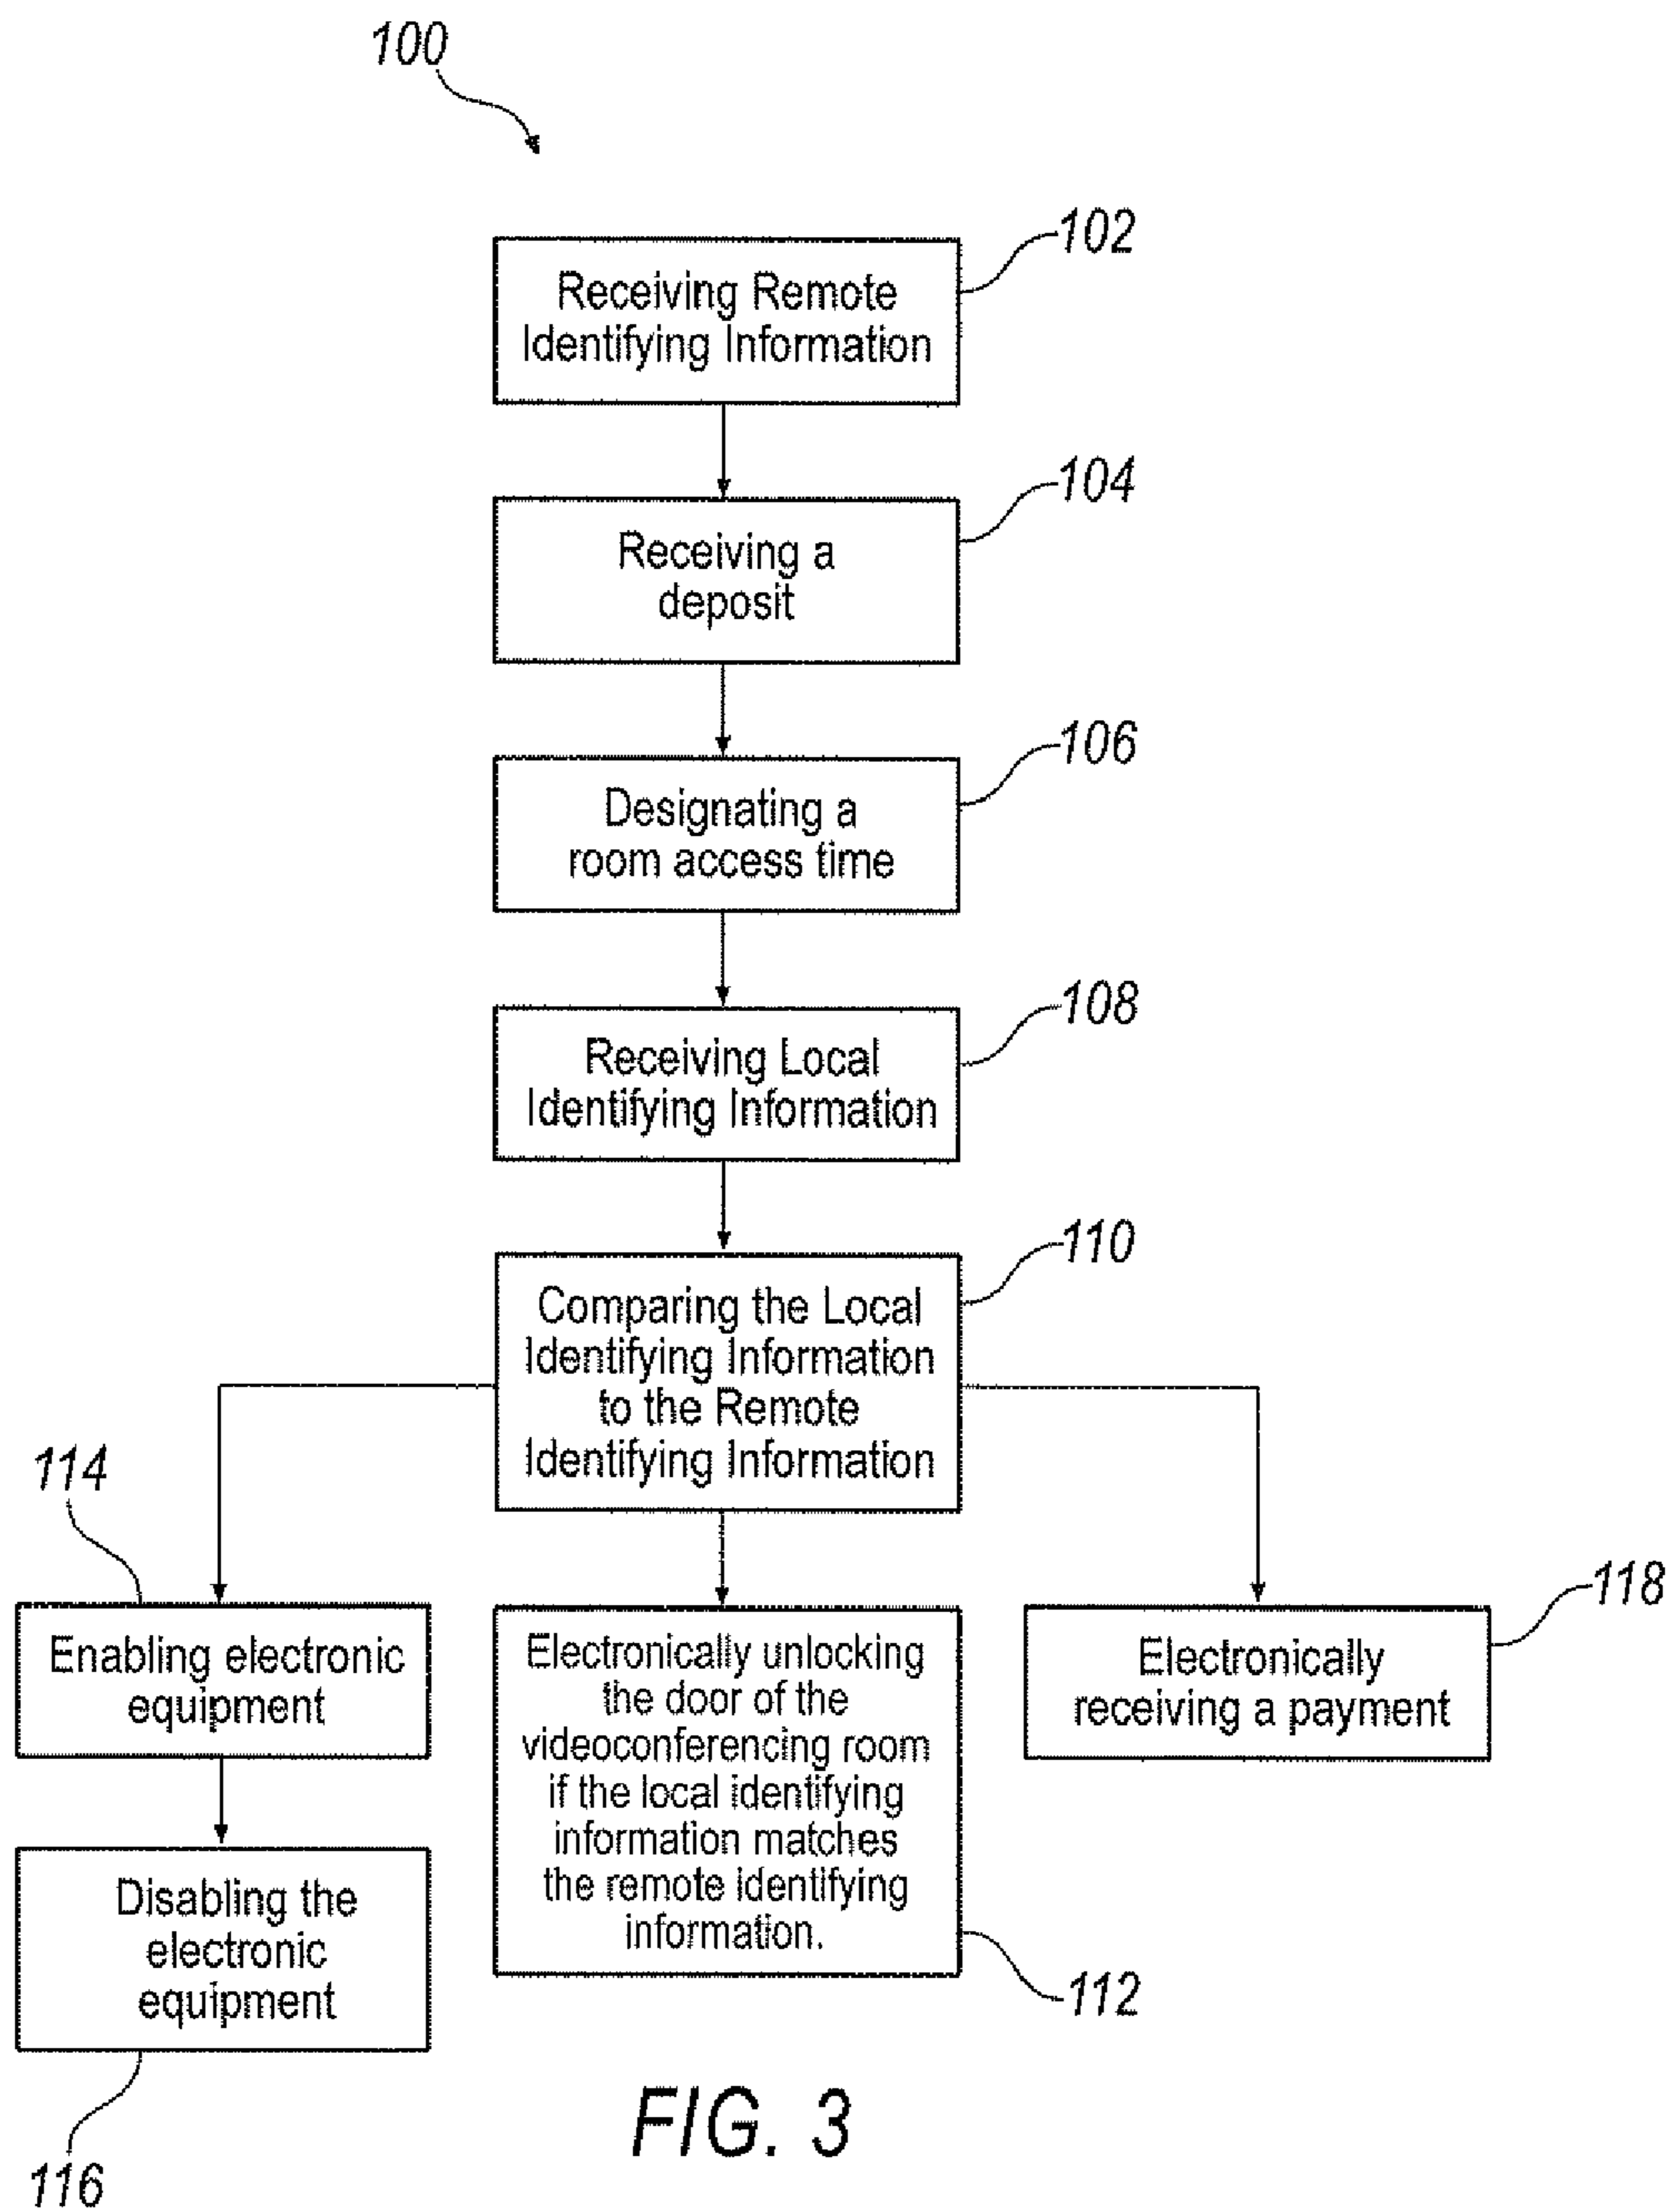 100
102
Receiving Remote
Identifying Information
104
Receiving a
deposit
106
Designating a
room access time
108
Receiving Local
Identifying Information
110
Comparing the Local
Identifying Information
to the Remote
Identifying Information
114
Enabling electronic
equipment
Electronically unlocking
the door of the
videoconferencing room
if the local identifying
information matches
the remote identifying
information.
118
Electronically
receiving a payment
Disabling the
electronic
equipment
112
116
FIG. 3